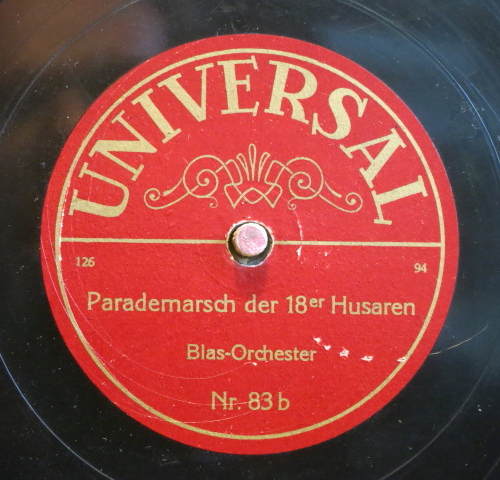 UNIVERSAL
126
94
Parademarsch der 18er Husaren
Blas-Orchester
Nr. 83 b